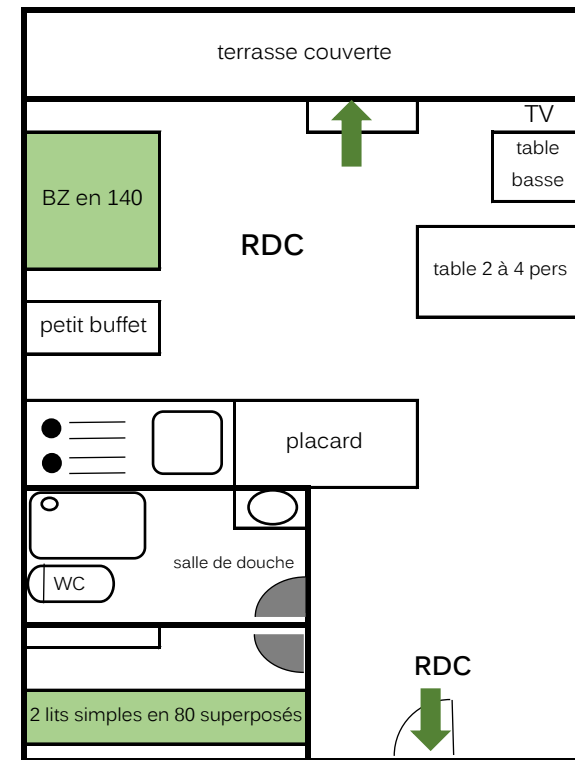 terrasse couverte
TV
table
basse
BZ en 140
RDC
table 2 à 4 pers
petit buffet
placard
salle de douche
WC
RDC
2 lits simples en 80 superposés